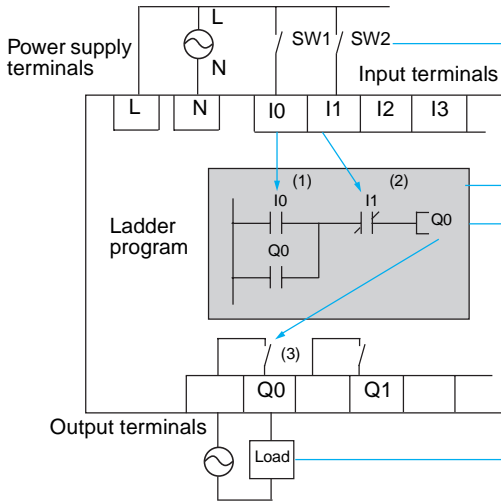 L
Power supply
terminals
SW1
SW2
N
Input terminals
L
N
I0
I1
I2
I3
(1)
(2)
I0
I1
Q0
Ladder
program
Q0
(3)
Q0
Q1
Output terminals
Load